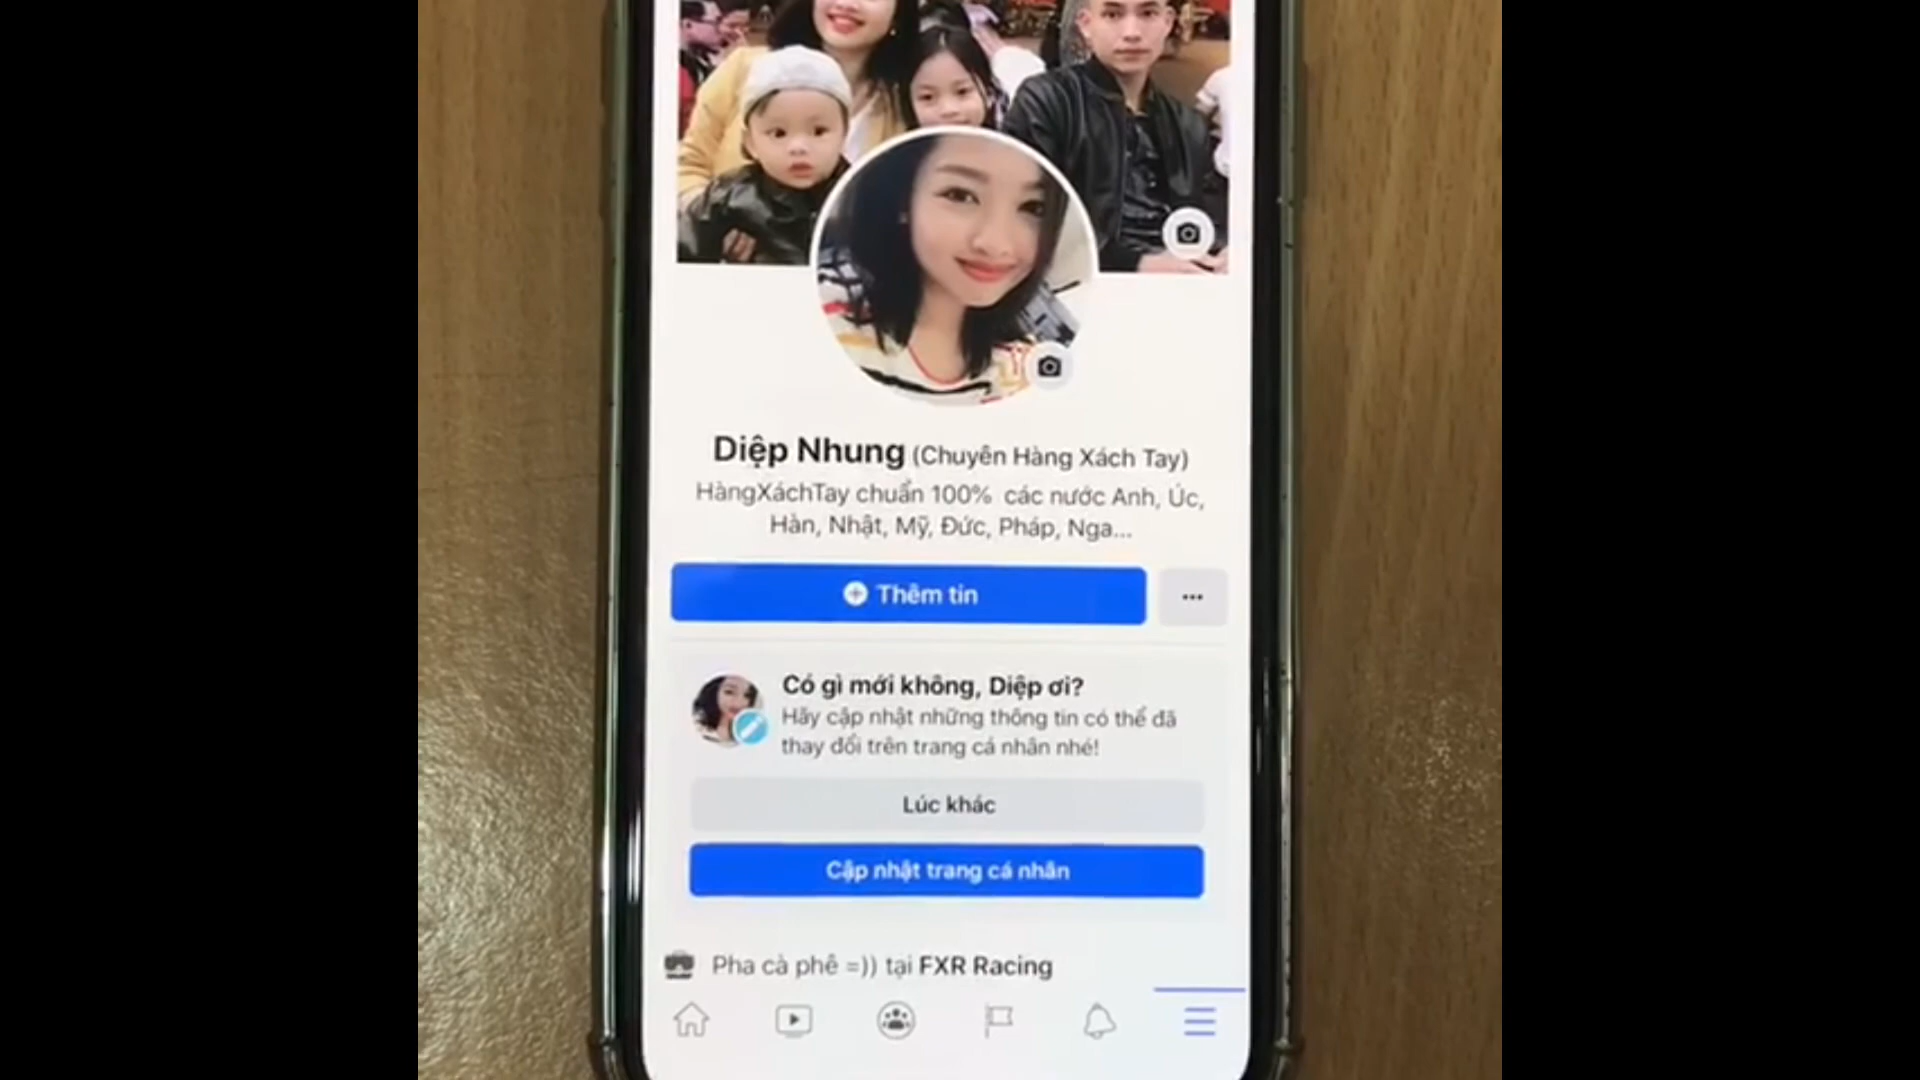 Diệp Nhung (Chuyên Hàng Xách Tay)
HàngXáchTay chuẩn 100% các nước Anh, Úc,
Hàn, Nhật, Mỹ, Đức, Pháp, Nga...
Thêm tin
Có gì mới không, Diệp ơi?
Hãy cập nhật những thông tin có thể đã
thay đổi trên trang cá nhân nhé!
Lúc khác
Cập nhật trang cá nhân
Pha cà phê =)) tại FXR Racing